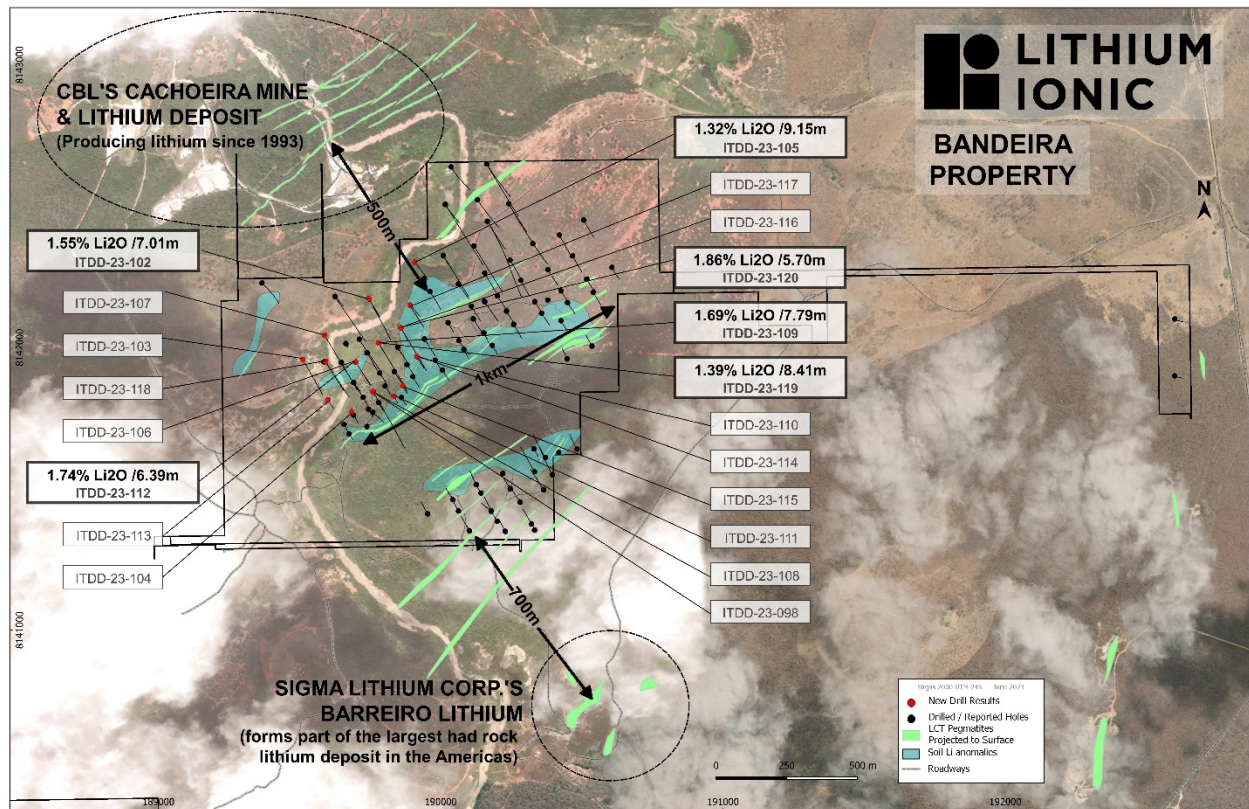 LITHIUM
IONIC
BANDEIRA
PROPERTY
N
CBL'S CACHOEIRA MINE
& LITHIUM DEPOSIT
(Producing lithium since 1993)
500m
1km
700m
1.55% Li2O /7.01m
ITDD-23-102
ITDD-23-107
ITDD-23-103
ITDD-23-118
ITDD-23-106
1.74% Li2O /6.39m
ITDD-23-112
ITDD-23-113
ITDD-23-104
1.32% Li2O /9.15m
ITDD-23-105
ITDD-23-117
ITDD-23-116
1.86% Li2O /5.70m
ITDD-23-120
1.69% Li2O /7.79m
ITDD-23-109
1.39% Li2O /8.41m
ITDD-23-119
ITDD-23-110
ITDD-23-114
ITDD-23-115
ITDD-23-111
ITDD-23-108
ITDD-23-098
SIGMA LITHIUM CORP.'S
BARREIRO LITHIUM
(forms part of the largest had rock
lithium deposit in the Americas)
New Drill Results
Drilled / Reported Holes
LCT Pegmatites
Projected to Surface
Soil Li anomalies
Roadways
0 250 500 m
8143000
8142000
8141000
189000
190000
191000
192000